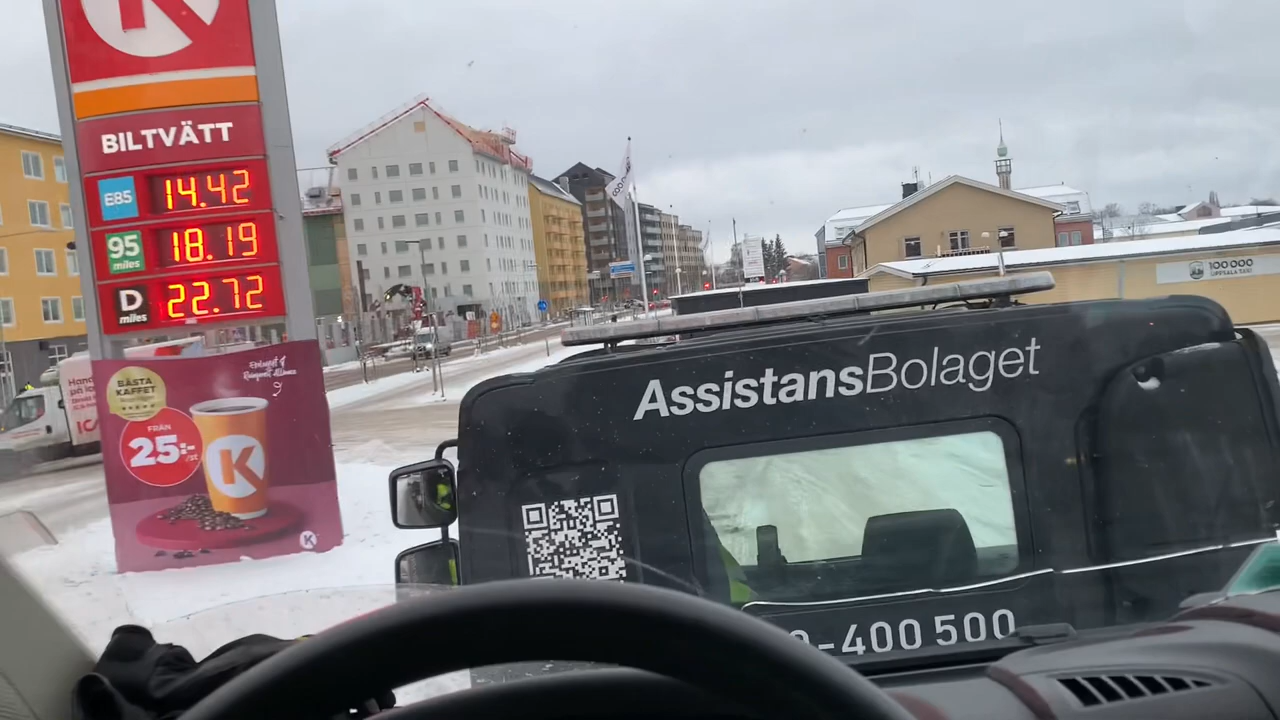 K
BILTVÄTT
E85 14.42
95 miles 18.19
D miles 22.72
BÄSTA KAFFET
FRÅN
25:-
/st
K
K
ICA
AssistansBolaget
-400 500
100 000
UPPSALA TAXI